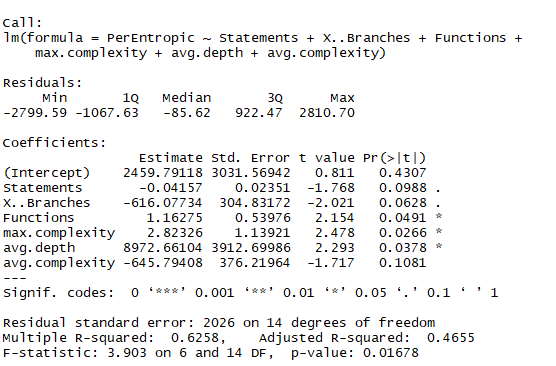 Call:
lm(formula = PerEntropic ~ Statements + X..Branches + Functions +
    max.complexity + avg.depth + avg.complexity)
Residuals:
     Min       1Q   Median       3Q      Max
-2799.59 -1067.63   -85.62   922.47  2810.70
Coefficients:
                 Estimate Std. Error t value Pr(>|t|)
(Intercept)    2459.79118 3031.56942   0.811   0.4307
Statements       -0.04157    0.02351  -1.768   0.0988 .
X..Branches    -616.07734  304.83172  -2.021   0.0628 .
Functions         1.16275    0.53976   2.154   0.0491 *
max.complexity    2.82326    1.13921   2.478   0.0266 *
avg.depth      8972.66104 3912.69986   2.293   0.0378 *
avg.complexity -645.79408  376.21964  -1.717   0.1081
---
Signif. codes:  0 ‘***’ 0.001 ‘**’ 0.01 ‘*’ 0.05 ‘.’ 0.1 ‘ ’ 1
Residual standard error: 2026 on 14 degrees of freedom
Multiple R-squared:  0.6258,    Adjusted R-squared:  0.4655
F-statistic: 3.903 on 6 and 14 DF,  p-value: 0.01678